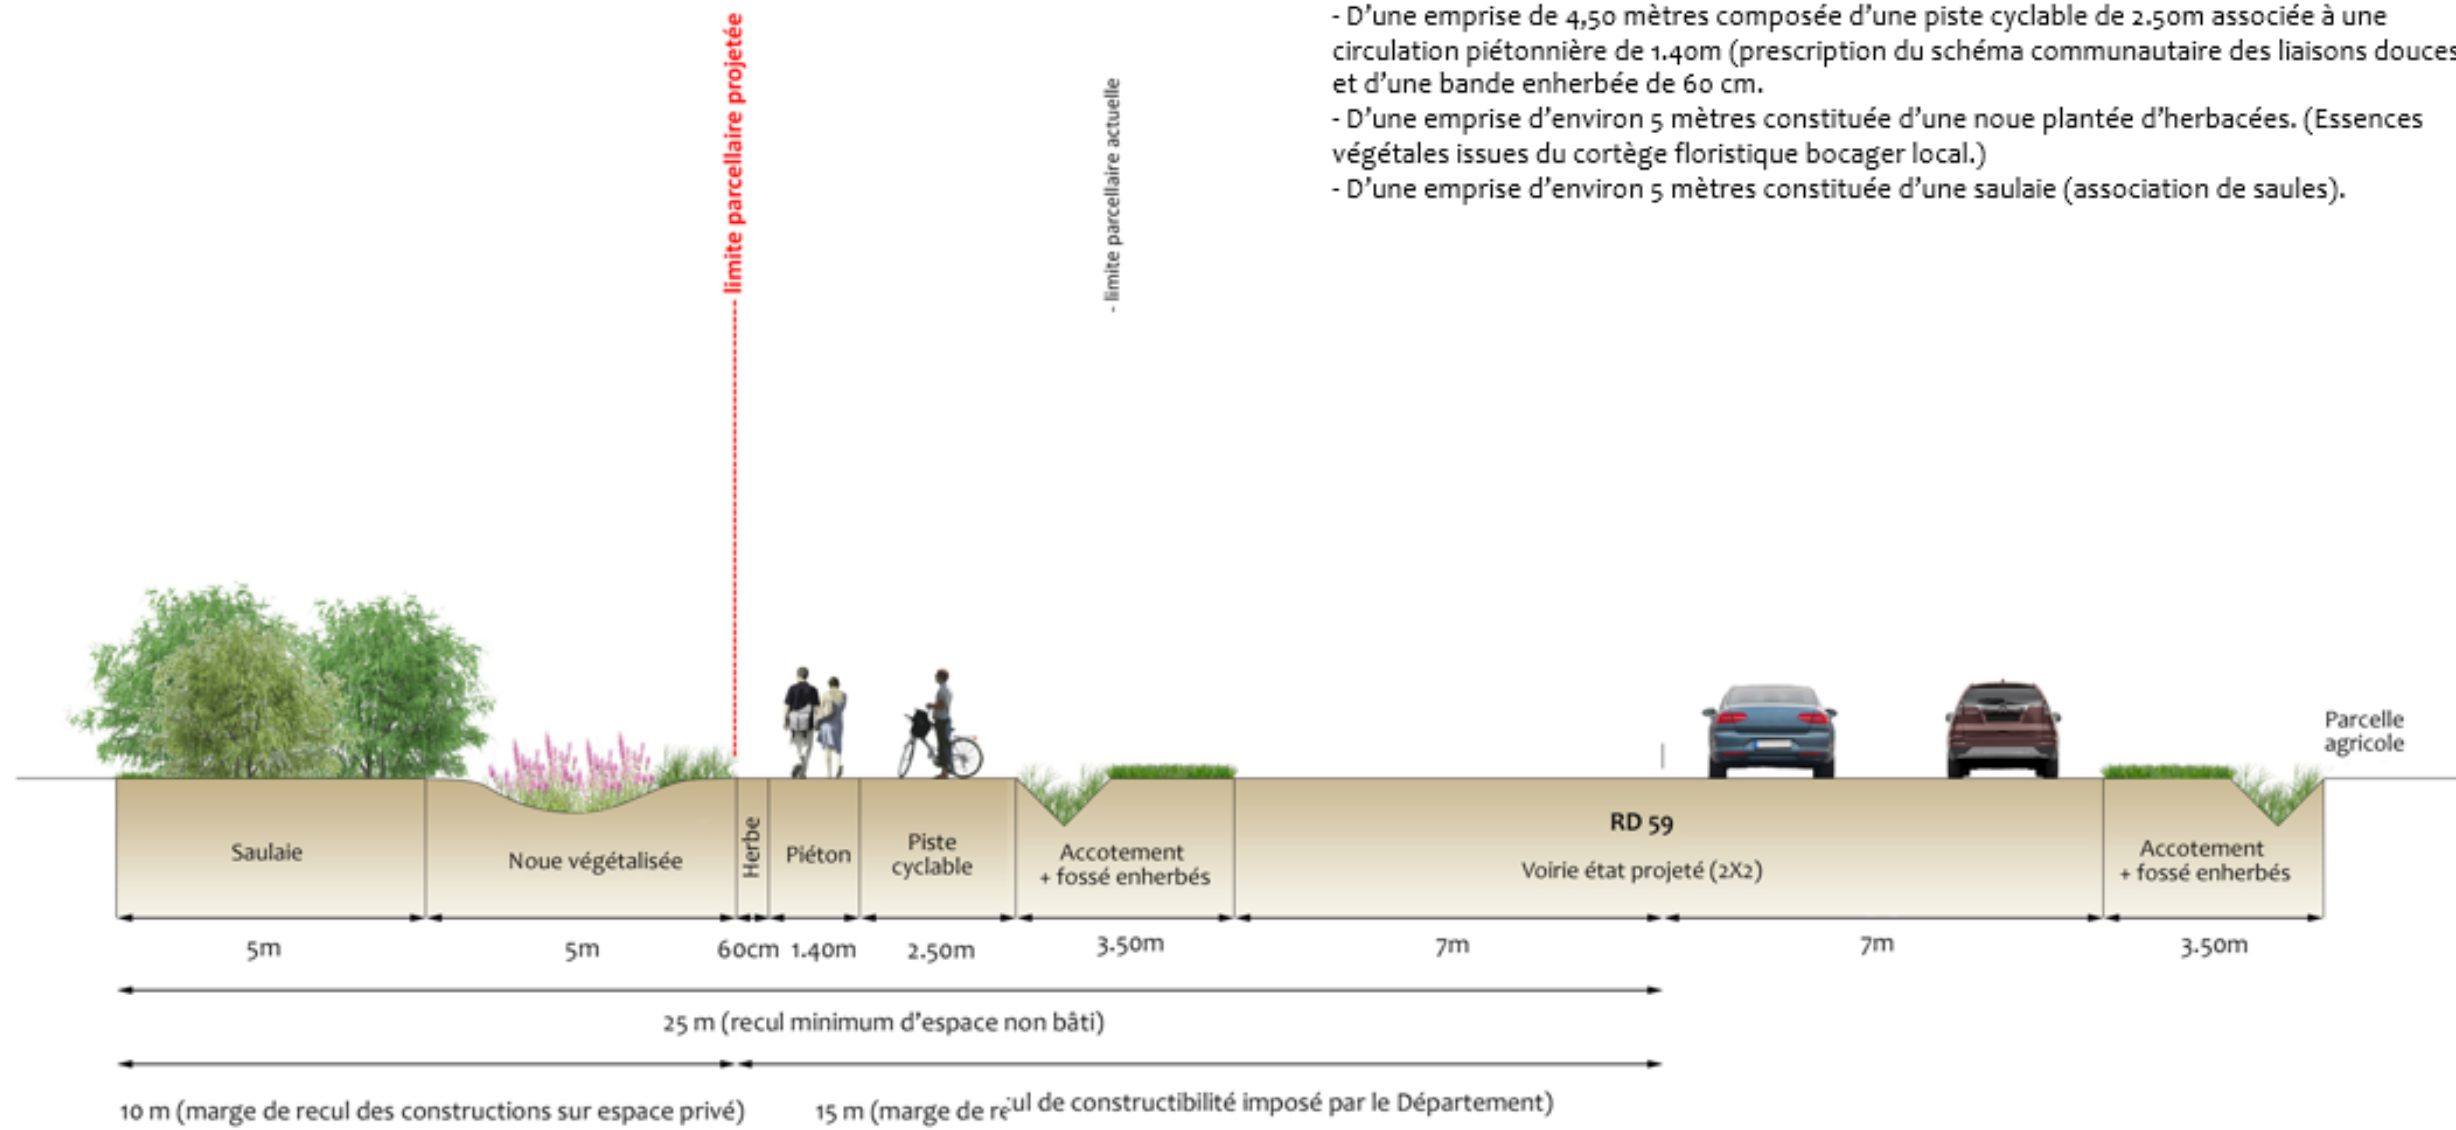 - D'une emprise de 4,50 mètres composée d'une piste cyclable de 2.50m associée à une
circulation piétonnière de 1.40m (prescription du schéma communautaire des liaisons douces
et d'une bande enherbée de 60 cm.
- D'une emprise d'environ 5 mètres constituée d'une noue plantée d'herbacées. (Essences
végétales issues du cortège floristique bocager local.)
- D'une emprise d'environ 5 mètres constituée d'une saulaie (association de saules).
- limite parcellaire projetée
- limite parcellaire actuelle
Parcelle
agricole
Saulaie
Noue végétalisée
Herbe
Piéton
Piste
cyclable
Accotement
+ fossé enherbés
RD 59
Voirie état projeté (2X2)
Accotement
+ fossé enherbés
5m
5m
60cm
1.40m
2.50m
3.50m
7m
7m
3.50m
25 m (recul minimum d'espace non bâti)
10 m (marge de recul des constructions sur espace privé)
15 m (marge de recul de constructibilité imposé par le Département)